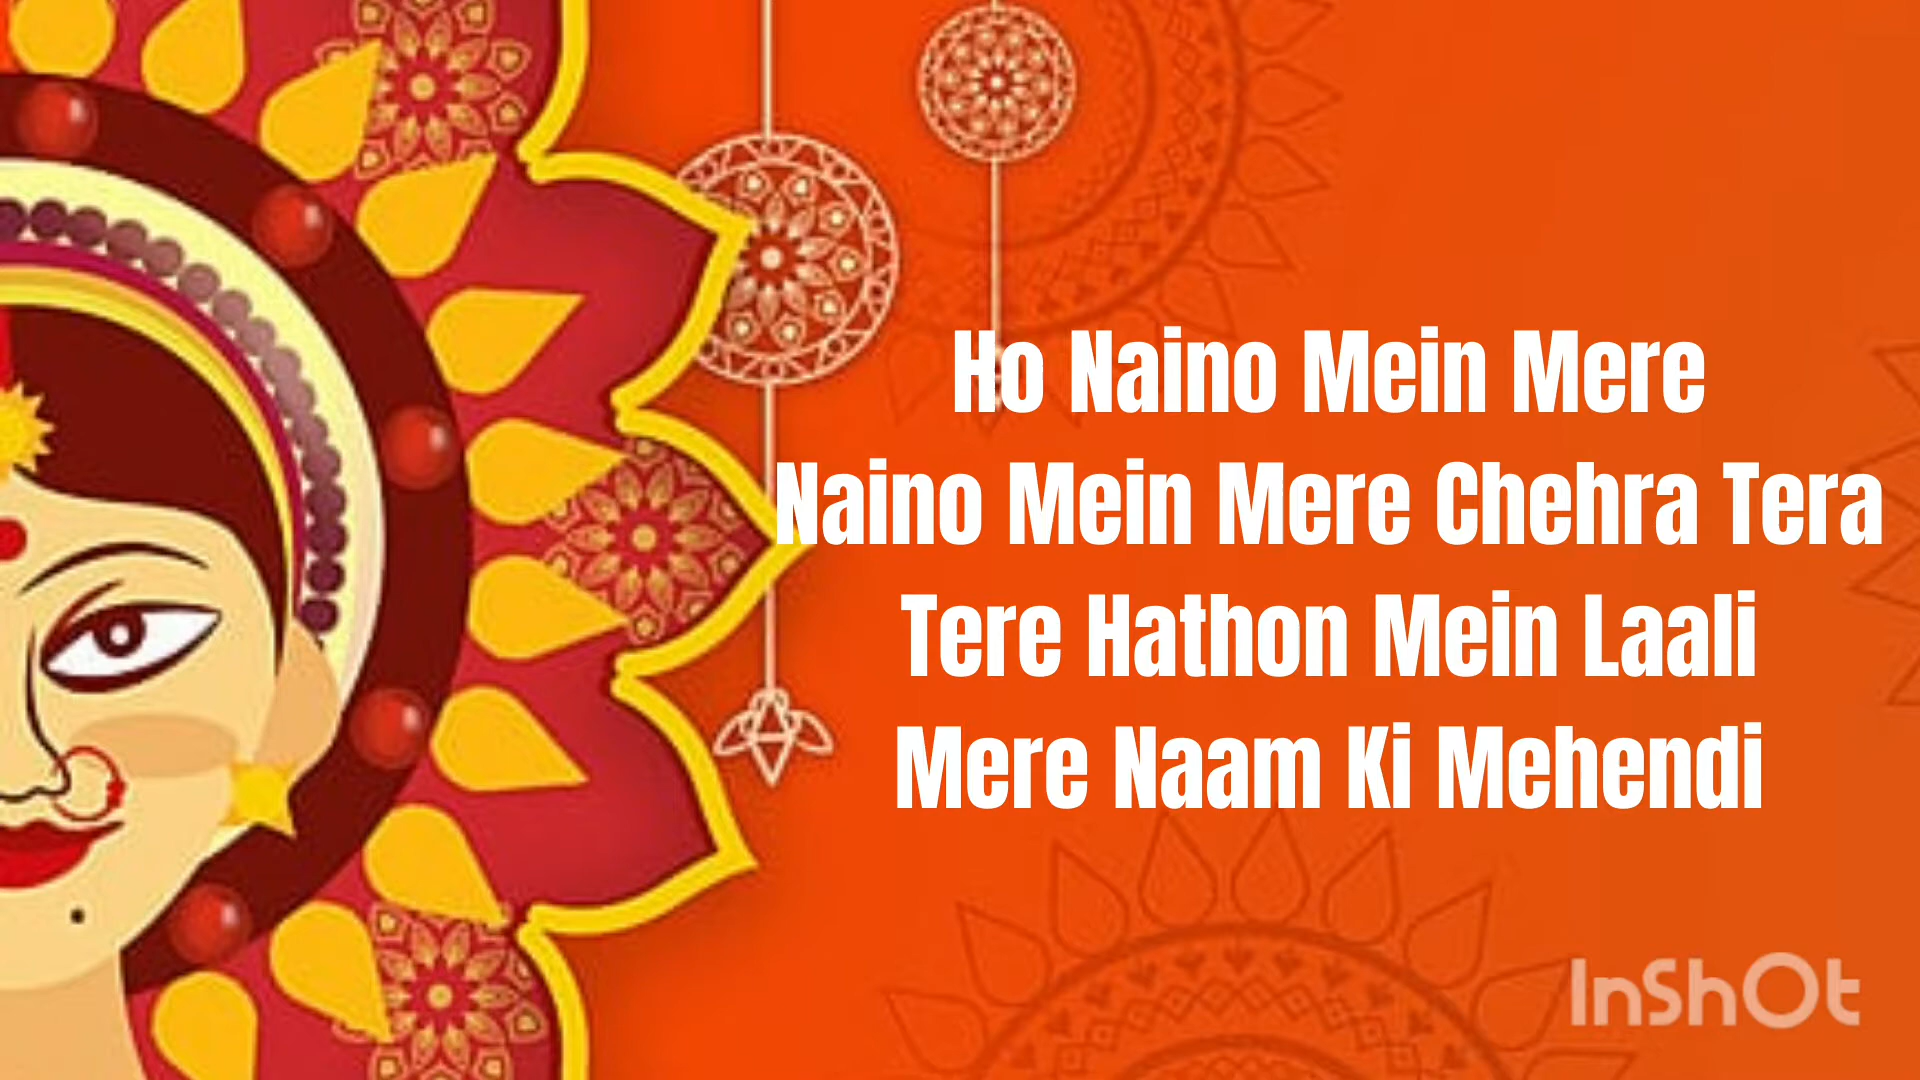 Ho Naino Mein Mere
Naino Mein Mere Chehra Tera
Tere Hathon Mein Laali
Mere Naam Ki Mehendi
InShOt